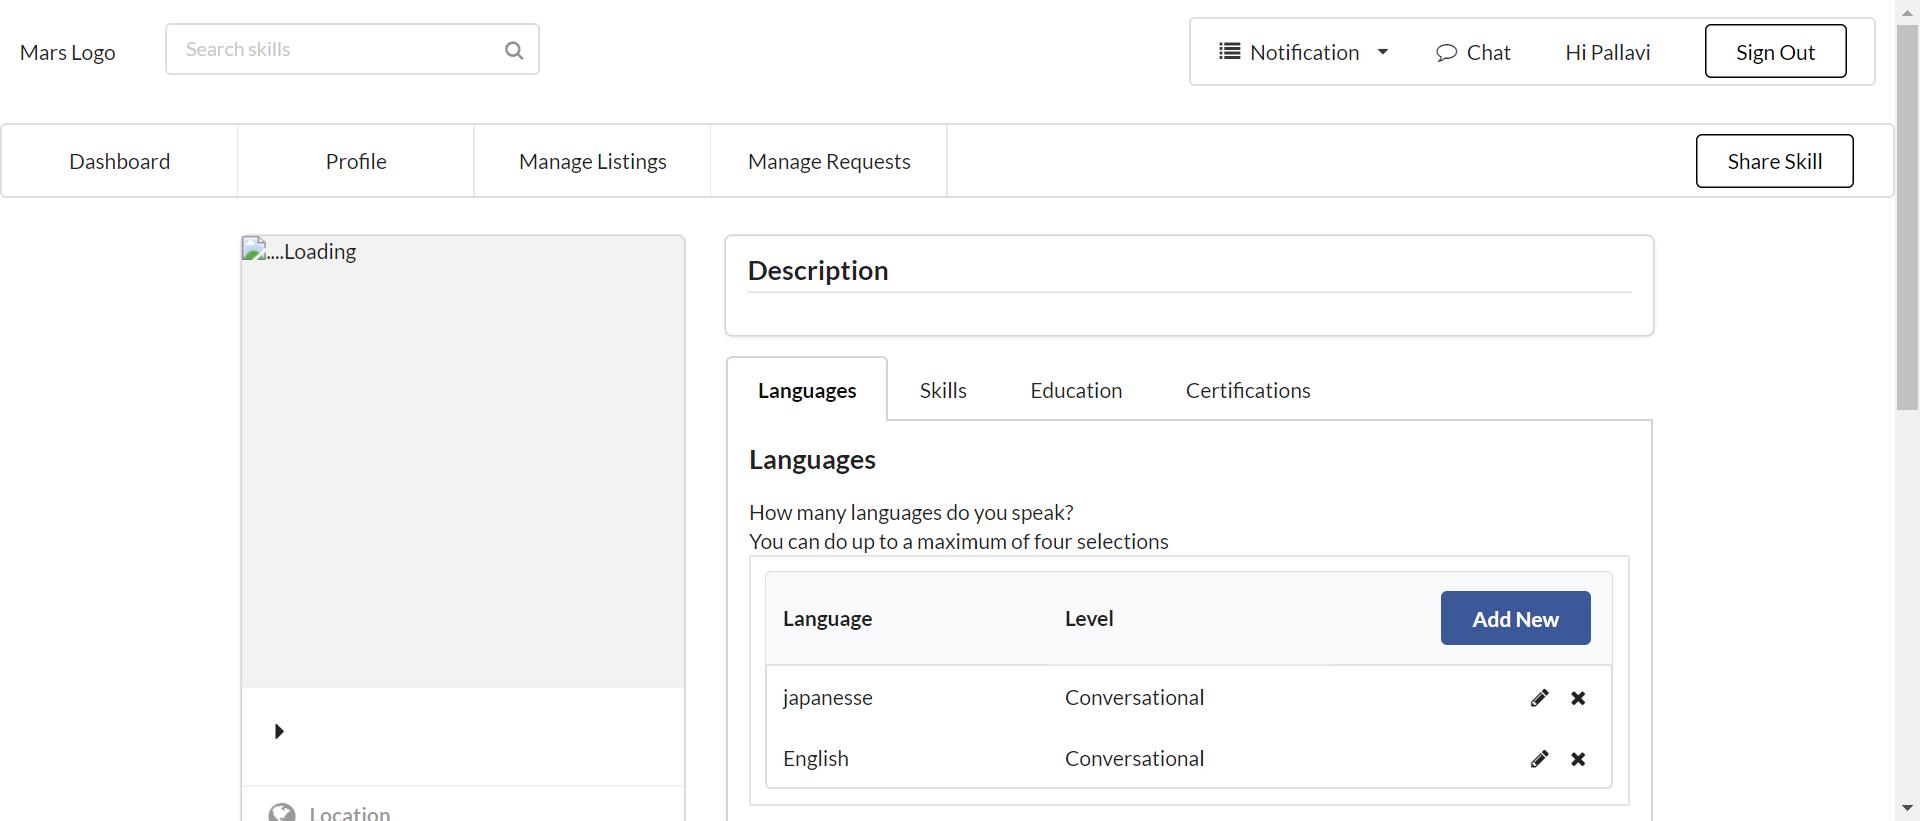 Mars Logo
Search skills
Notification
Chat
Hi Pallavi
Sign Out
Dashboard
Profile
Manage Listings
Manage Requests
Share Skill
....Loading
Description
Languages
Skills
Education
Certifications
Languages
How many languages do you speak?
You can do up to a maximum of four selections
Language Level Add New
japanesse Conversational
English Conversational
Location